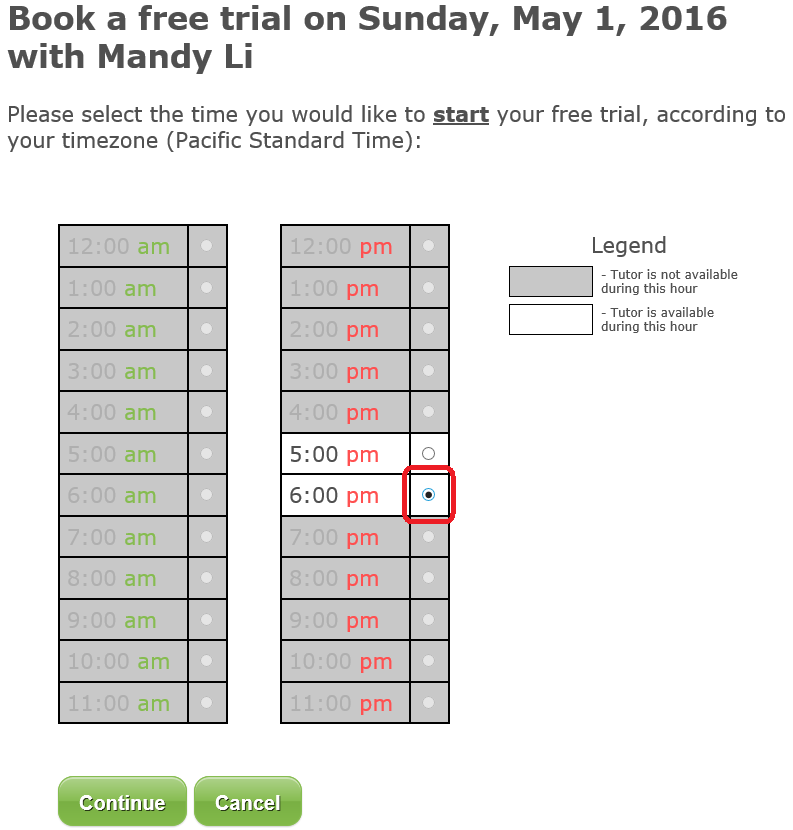 Book a free trial on Sunday, May 1, 2016
with Mandy Li
Please select the time you would like to start your free trial, according to
your timezone (Pacific Standard Time):
12:00 am
1:00 am
2:00 am
3:00 am
4:00 am
5:00 am
6:00 am
7:00 am
8:00 am
9:00 am
10:00 am
11:00 am
12:00 pm
1:00 pm
2:00 pm
3:00 pm
4:00 pm
5:00 pm
6:00 pm
7:00 pm
8:00 pm
9:00 pm
10:00 pm
11:00 pm
Legend
- Tutor is not available
during this hour
- Tutor is available
during this hour
Continue
Cancel